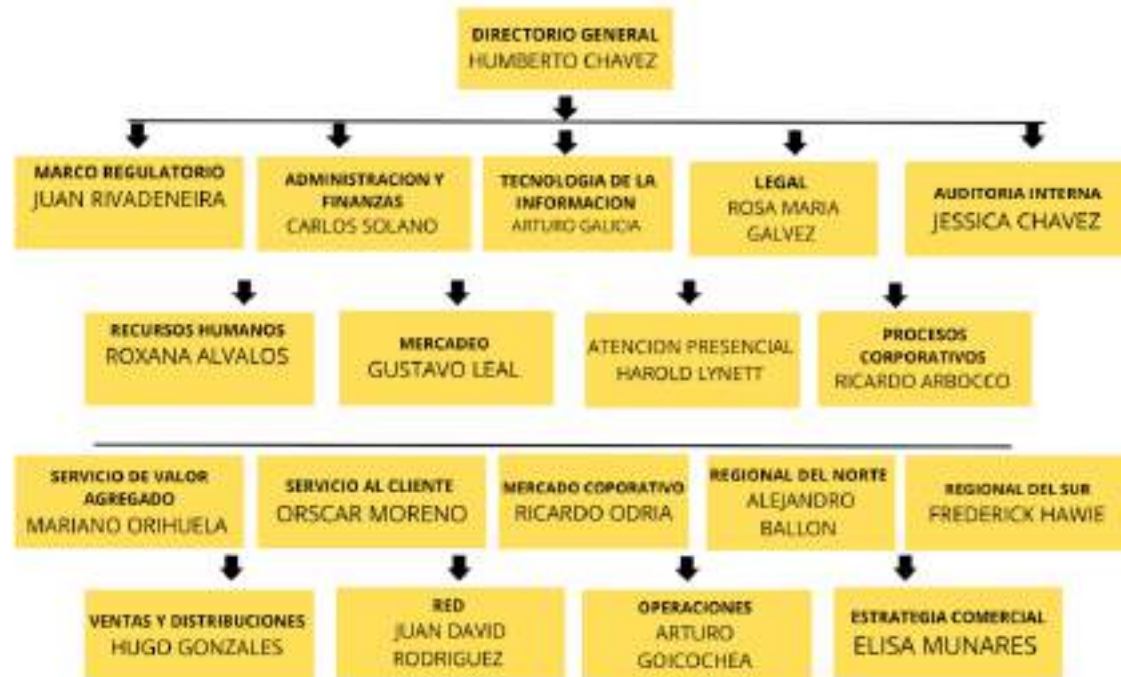 DIRECTORIO GENERAL
HUMBERTO CHAVEZ
MARCO REGULATORIO
JUAN RIVADENEIRA
ADMINISTRACION Y
FINANZAS
CARLOS SOLANO
TECNOLOGIA DE LA
INFORMACION
ARTURO GALICIA
LEGAL
ROSA MARIA
GALVEZ
AUDITORIA INTERNA
JESSICA CHAVEZ
RECURSOS HUMANOS
ROXANA ALVALOS
MERCADEO
GUSTAVO LEAL
ATENCION PRESENCIAL
HAROLD LYNETT
PROCESOS
CORPORATIVOS
RICARDO ARBOCCO
SERVICIO DE VALOR
AGREGADO
MARIANO ORIHUELA
SERVICIO AL CLIENTE
ORSCAR MORENO
MERCADO COPORATIVO
RICARDO ODRIA
REGIONAL DEL NORTE
ALEJANDRO
BALLON
REGIONAL DEL SUR
FREDERICK HAWIE
VENTAS Y DISTRIBUCIONES
HUGO GONZALES
RED
JUAN DAVID
RODRIGUEZ
OPERACIONES
ARTURO
GOICOCHEA
ESTRATEGIA COMERCIAL
ELISA MUNARES